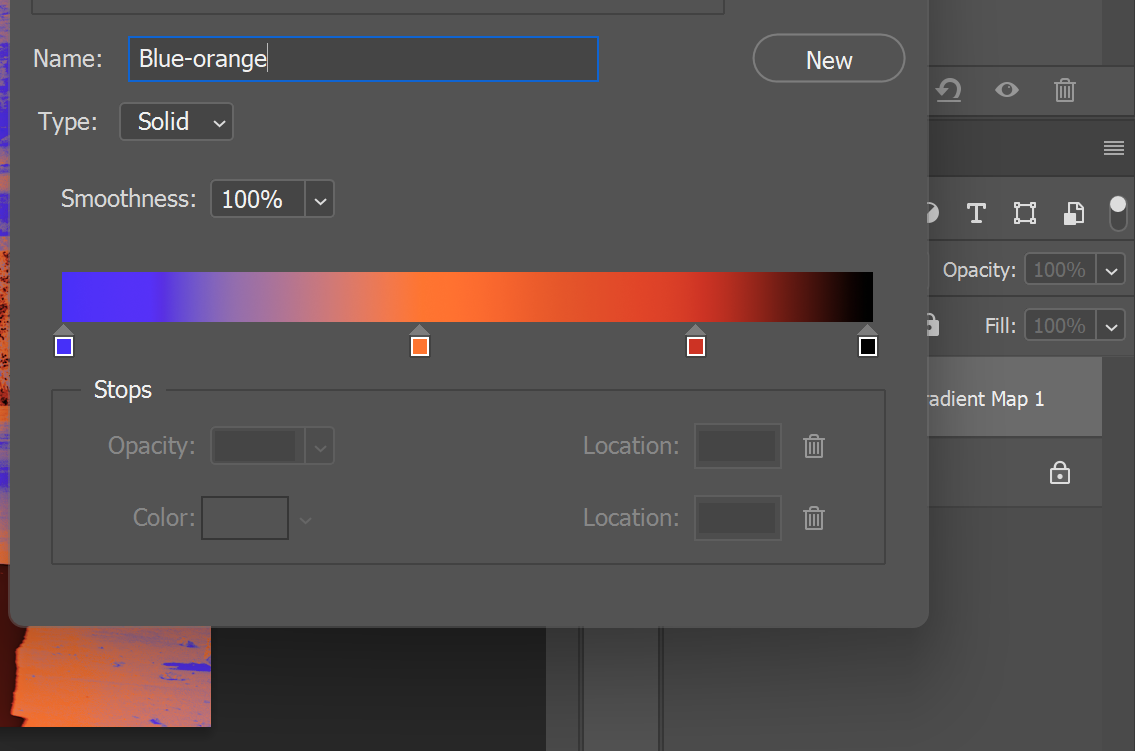 Name: Blue-orange
New
Type: Solid
Smoothness: 100%
Opacity: 100%
Fill: 100%
Stops
radient Map 1
Opacity:
Location:
Color:
Location: